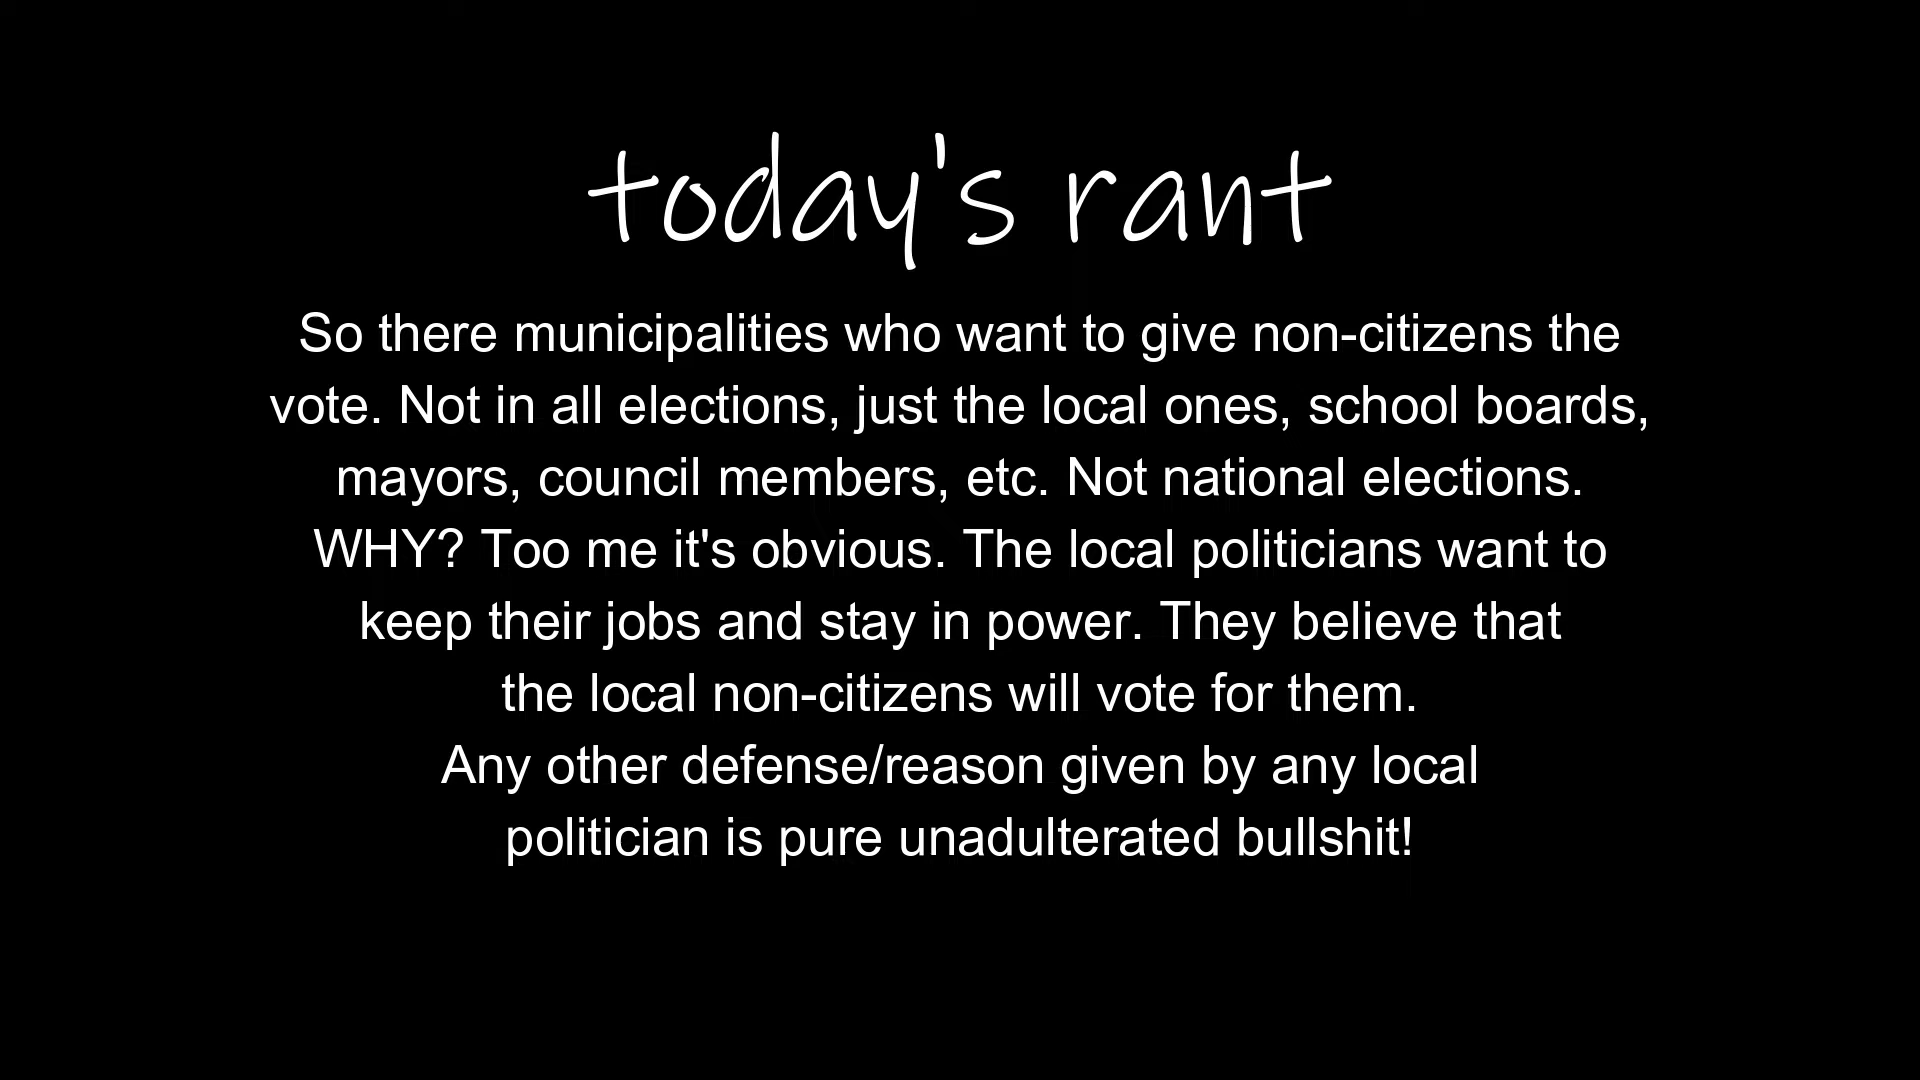 today's rant
So there municipalities who want to give non-citizens the
vote. Not in all elections, just the local ones, school boards,
mayors, council members, etc. Not national elections.
WHY? Too me it's obvious. The local politicians want to
keep their jobs and stay in power. They believe that
the local non-citizens will vote for them.
Any other defense/reason given by any local
politician is pure unadulterated bullshit!